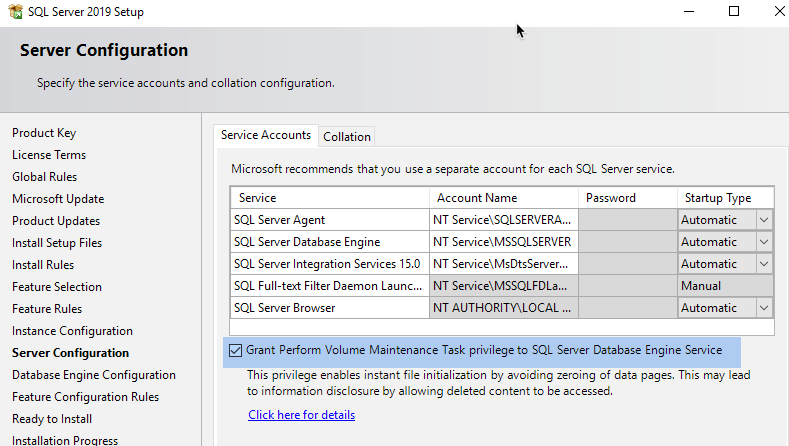 SQL Server 2019 Setup
Server Configuration
Specify the service accounts and collation configuration.
Product Key
License Terms
Global Rules
Microsoft Update
Product Updates
Install Setup Files
Install Rules
Feature Selection
Feature Rules
Instance Configuration
Server Configuration
Database Engine Configuration
Feature Configuration Rules
Ready to Install
Installation Progress
Service Accounts Collation
Microsoft recommends that you use a separate account for each SQL Server service.
Service Account Name Password Startup Type
SQL Server Agent NT Service\SQLSERVERA... Automatic
SQL Server Database Engine NT Service\MSSQLSERVER Automatic
SQL Server Integration Services 15.0 NT Service\MsDtsServer... Automatic
SQL Full-text Filter Daemon Launc... NT Service\MSSQLFDLa... Manual
SQL Server Browser NT AUTHORITY\LOCAL ... Automatic
Grant Perform Volume Maintenance Task privilege to SQL Server Database Engine Service
This privilege enables instant file initialization by avoiding zeroing of data pages. This may lead
to information disclosure by allowing deleted content to be accessed.
Click here for details